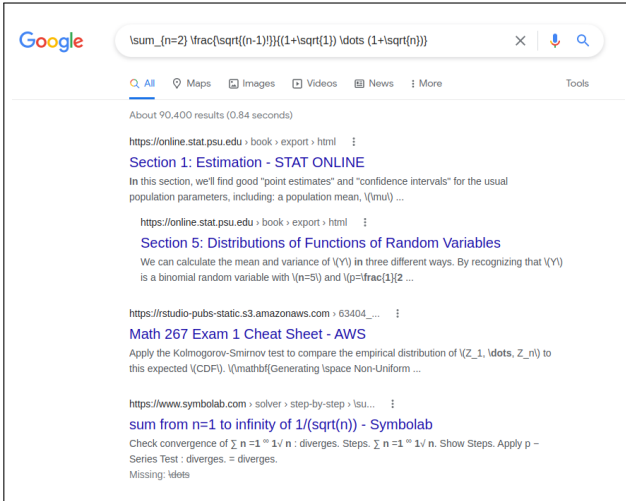 Google
\sum_{n=2} \frac{\sqrt{(n-1)!}}{(1+\sqrt{1}) \dots (1+\sqrt{n})}
All Maps Images Videos News More Tools
About 90,400 results (0.84 seconds)
https://online.stat.psu.edu › book › export › html
Section 1: Estimation - STAT ONLINE
In this section, we'll find good "point estimates" and "confidence intervals" for the usual
population parameters, including: a population mean, \(\mu\) ...
https://online.stat.psu.edu › book › export › html
Section 5: Distributions of Functions of Random Variables
We can calculate the mean and variance of \(Y\) in three different ways. By recognizing that \(Y\)
is a binomial random variable with \(n=5\) and \(p=\frac{1}{2 ...
https://rstudio-pubs-static.s3.amazonaws.com › 63404_...
Math 267 Exam 1 Cheat Sheet - AWS
Apply the Kolmogorov-Smirnov test to compare the empirical distribution of \(Z_1, \dots, Z_n\) to
this expected \(CDF\). \(\mathbf{Generating \space Non-Uniform ...
https://www.symbolab.com › solver › step-by-step › \su...
sum from n=1 to infinity of 1/(sqrt(n)) - Symbolab
Check convergence of ∑ n =1 ∞ 1√ n : diverges. Steps. ∑ n =1 ∞ 1√ n. Show Steps. Apply p −
Series Test : diverges. = diverges.
Missing: \dots